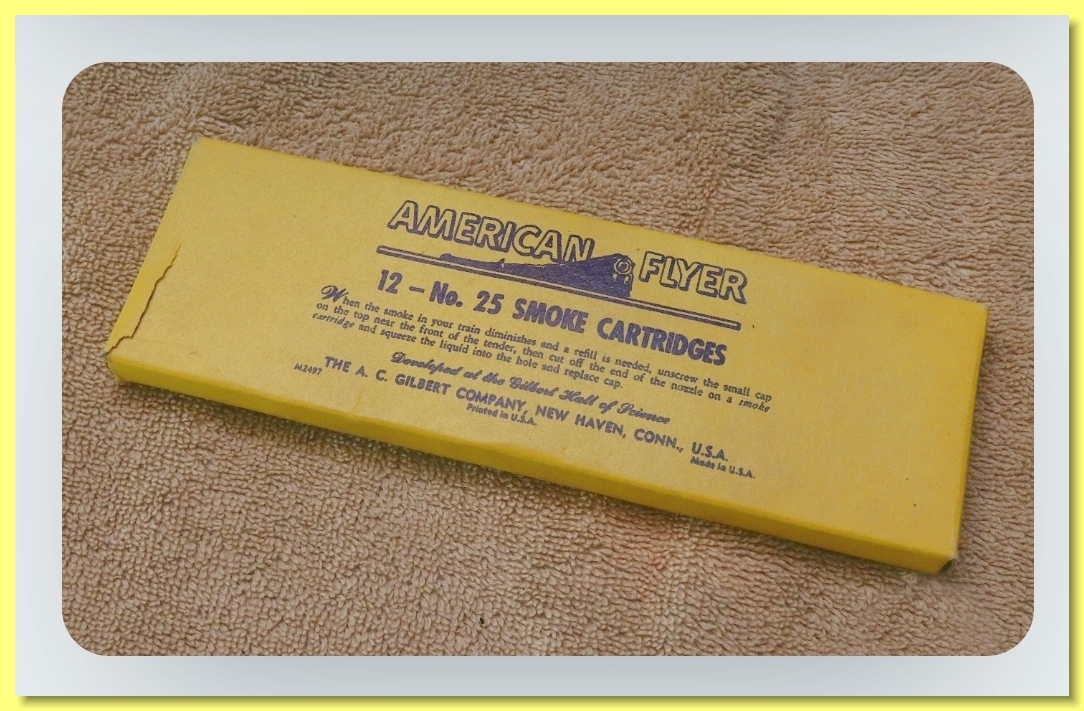 AMERICAN FLYER
12 – No. 25 SMOKE CARTRIDGES
When the smoke in your train diminishes and a refill is needed, unscrew the small cap
on the top near the front of the tender, then cut off the end of the nozzle on a smoke
cartridge and squeeze the liquid into the hole and replace cap.
Developed at the Gilbert Hall of Science
M2497 THE A. C. GILBERT COMPANY, NEW HAVEN, CONN., U.S.A.
Printed in U.S.A. Made in U.S.A.